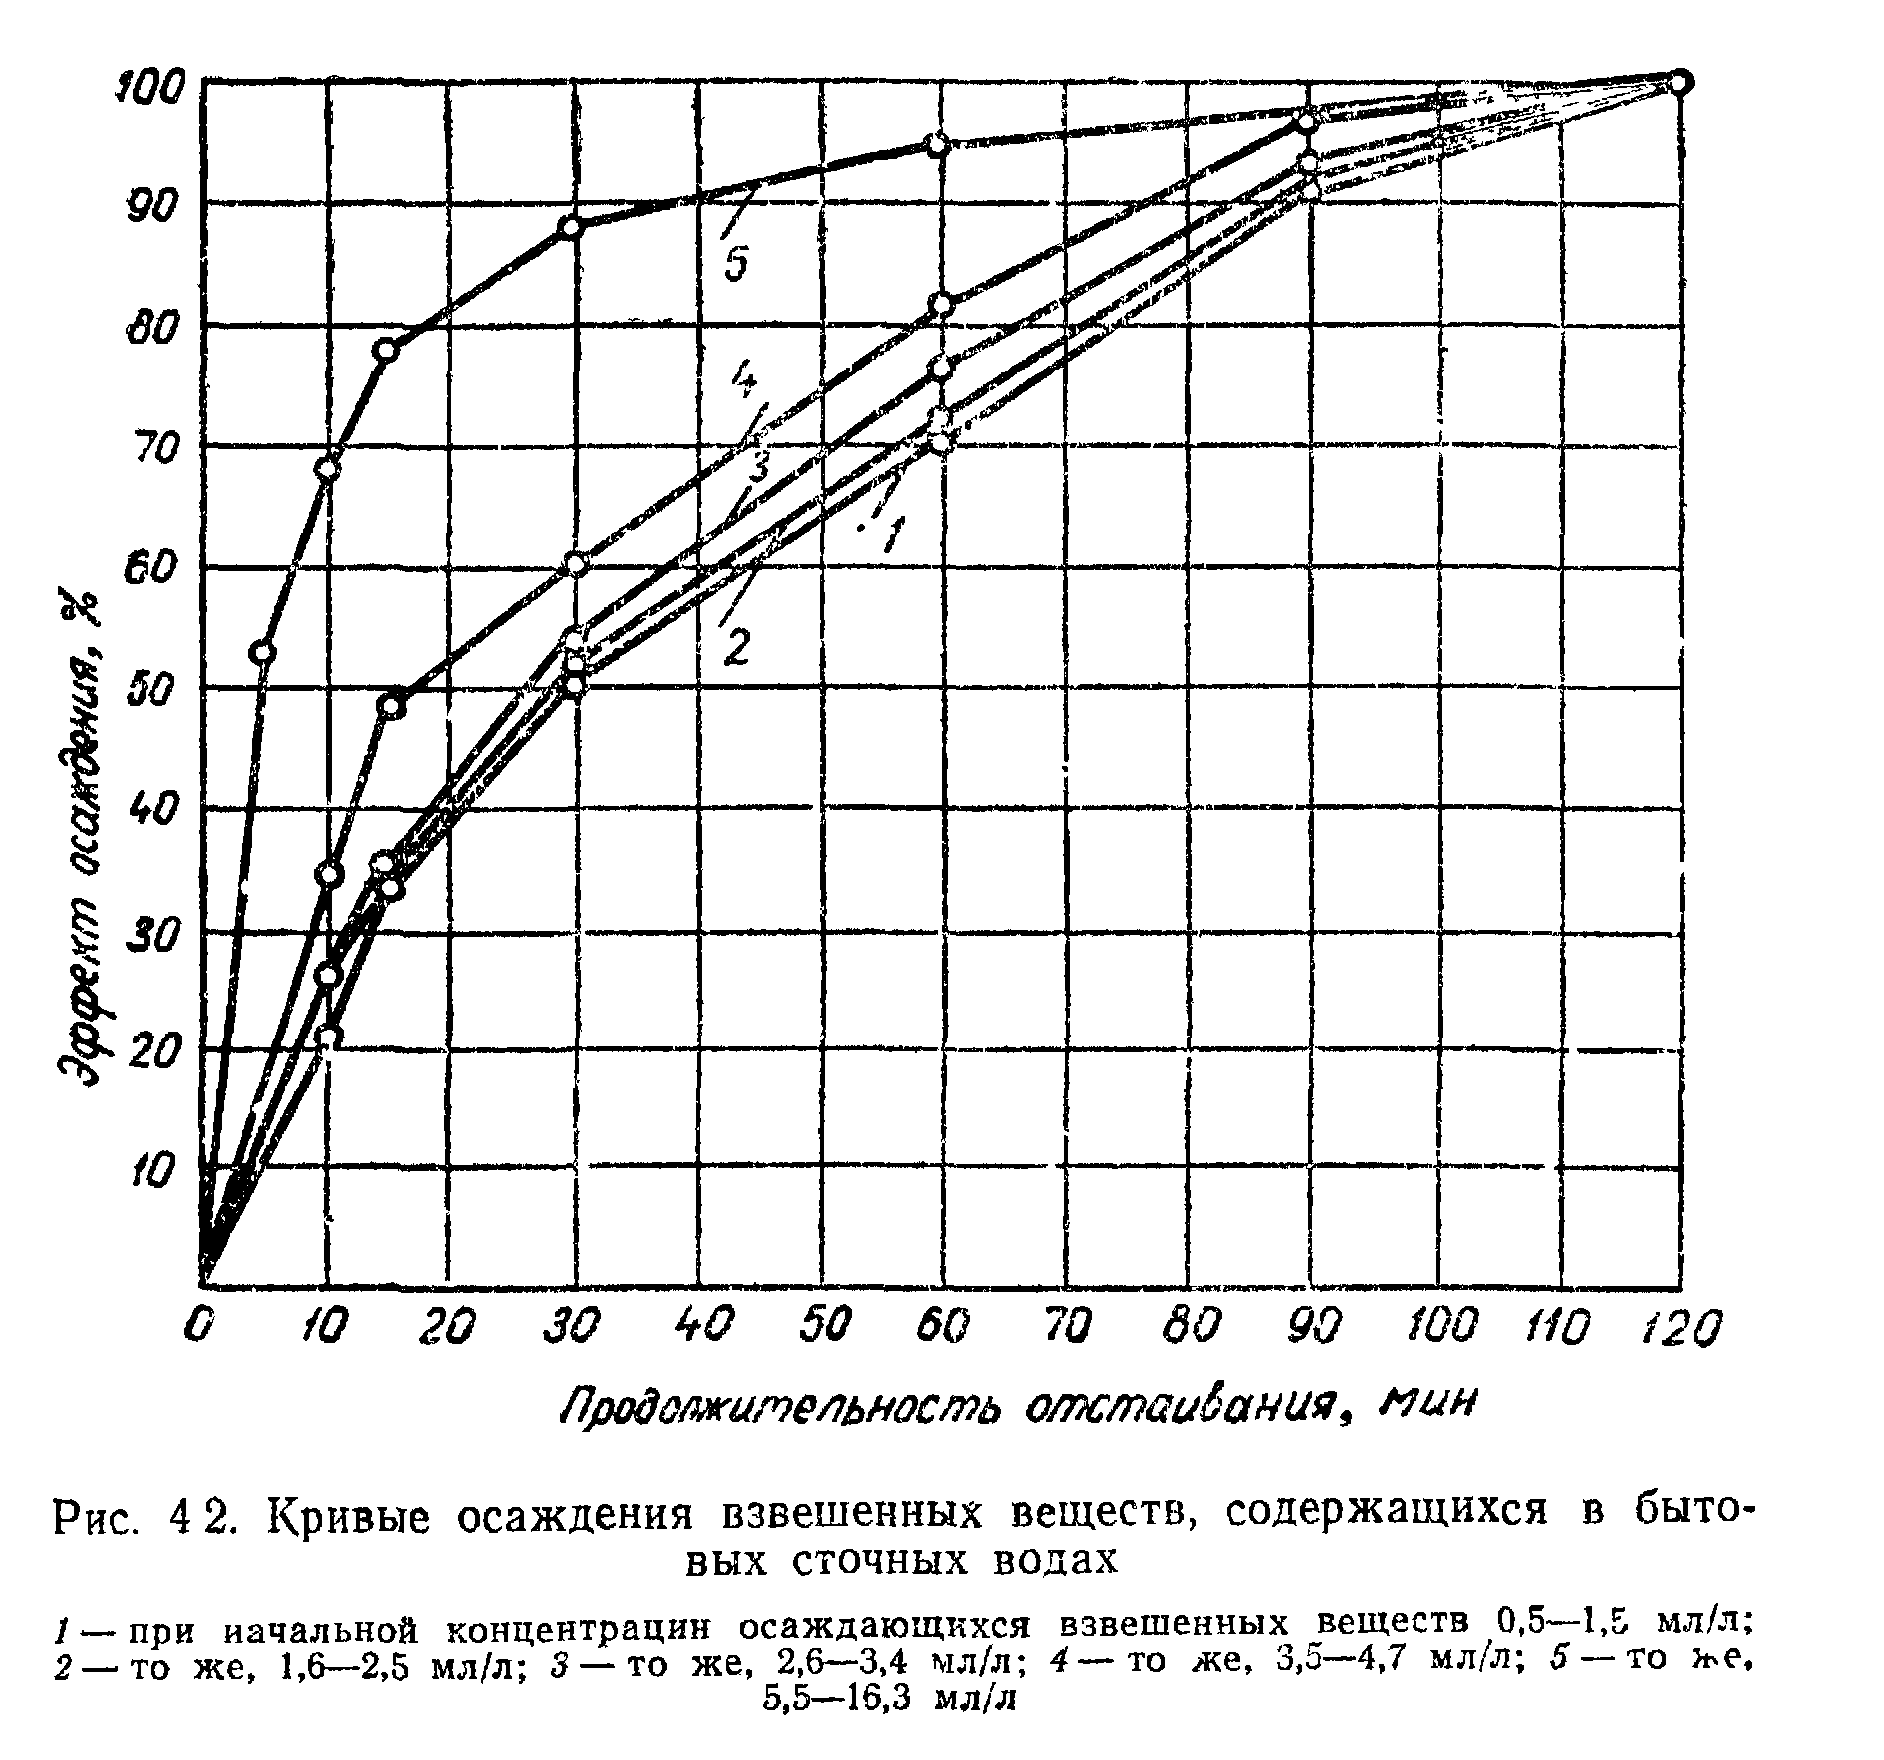 100
90
80
70
60
50
40
30
20
10
Эффект осаждения, %
5
4
3
1
2
0 10 20 30 40 50 60 70 80 90 100 110 120
Продолжительность отстаивания, мин
Рис. 4 2. Кривые осаждения взвешенных веществ, содержащихся в быто-
вых сточных водах
1 — при начальной концентрации осаждающихся взвешенных веществ 0,5—1,5 мл/л;
2 — то же, 1,6—2,5 мл/л; 3 — то же, 2,6—3,4 мл/л; 4 — то же, 3,5—4,7 мл/л; 5 — то же,
5,5—16,3 мл/л